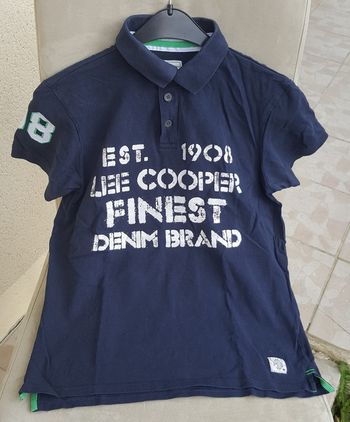 EST. 1908
LEE COOPER
FINEST
DENIM BRAND